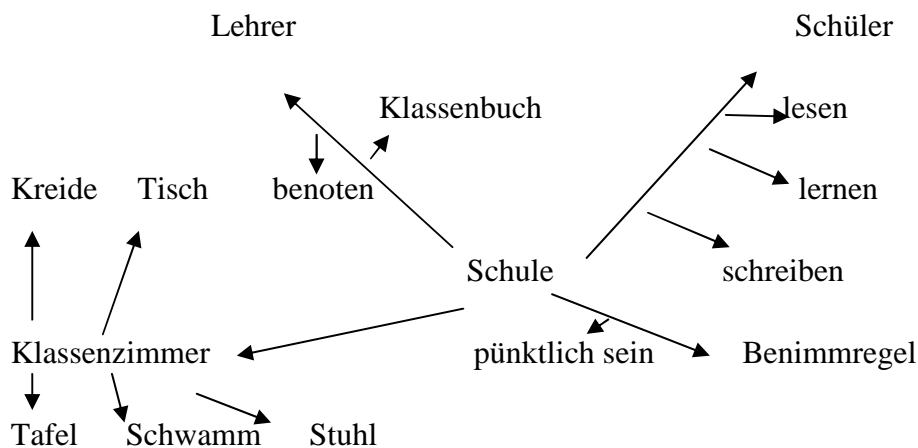 Lehrer Schüler
Klassenbuch lesen
Kreide Tisch benoten lernen
Schule schreiben
Klassenzimmer pünktlich sein Benimmregel
Tafel Schwamm Stuhl